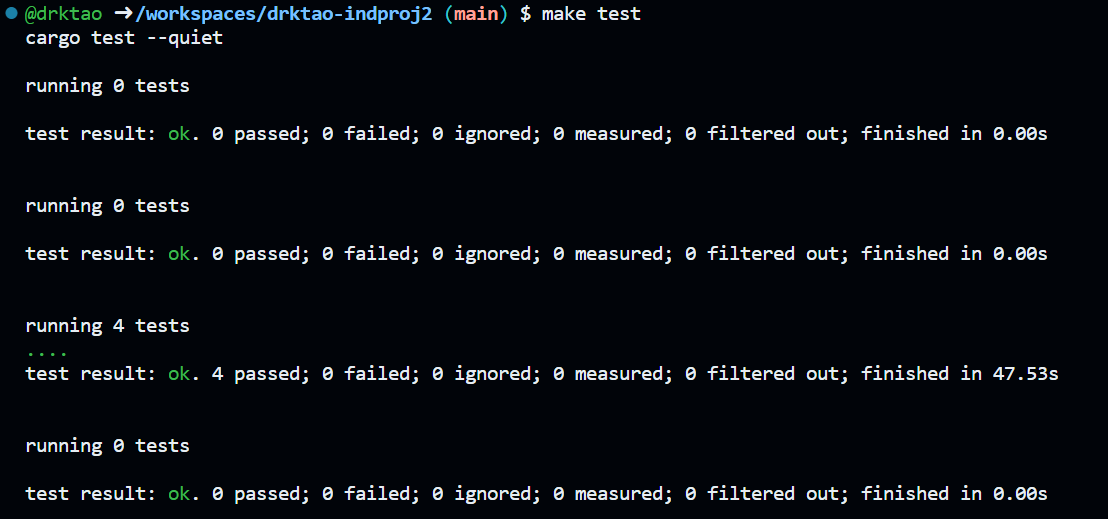 @drktao ➜/workspaces/drktao-indproj2 (main) $ make test
cargo test --quiet
running 0 tests
test result: ok. 0 passed; 0 failed; 0 ignored; 0 measured; 0 filtered out; finished in 0.00s
running 0 tests
test result: ok. 0 passed; 0 failed; 0 ignored; 0 measured; 0 filtered out; finished in 0.00s
running 4 tests
....
test result: ok. 4 passed; 0 failed; 0 ignored; 0 measured; 0 filtered out; finished in 47.53s
running 0 tests
test result: ok. 0 passed; 0 failed; 0 ignored; 0 measured; 0 filtered out; finished in 0.00s